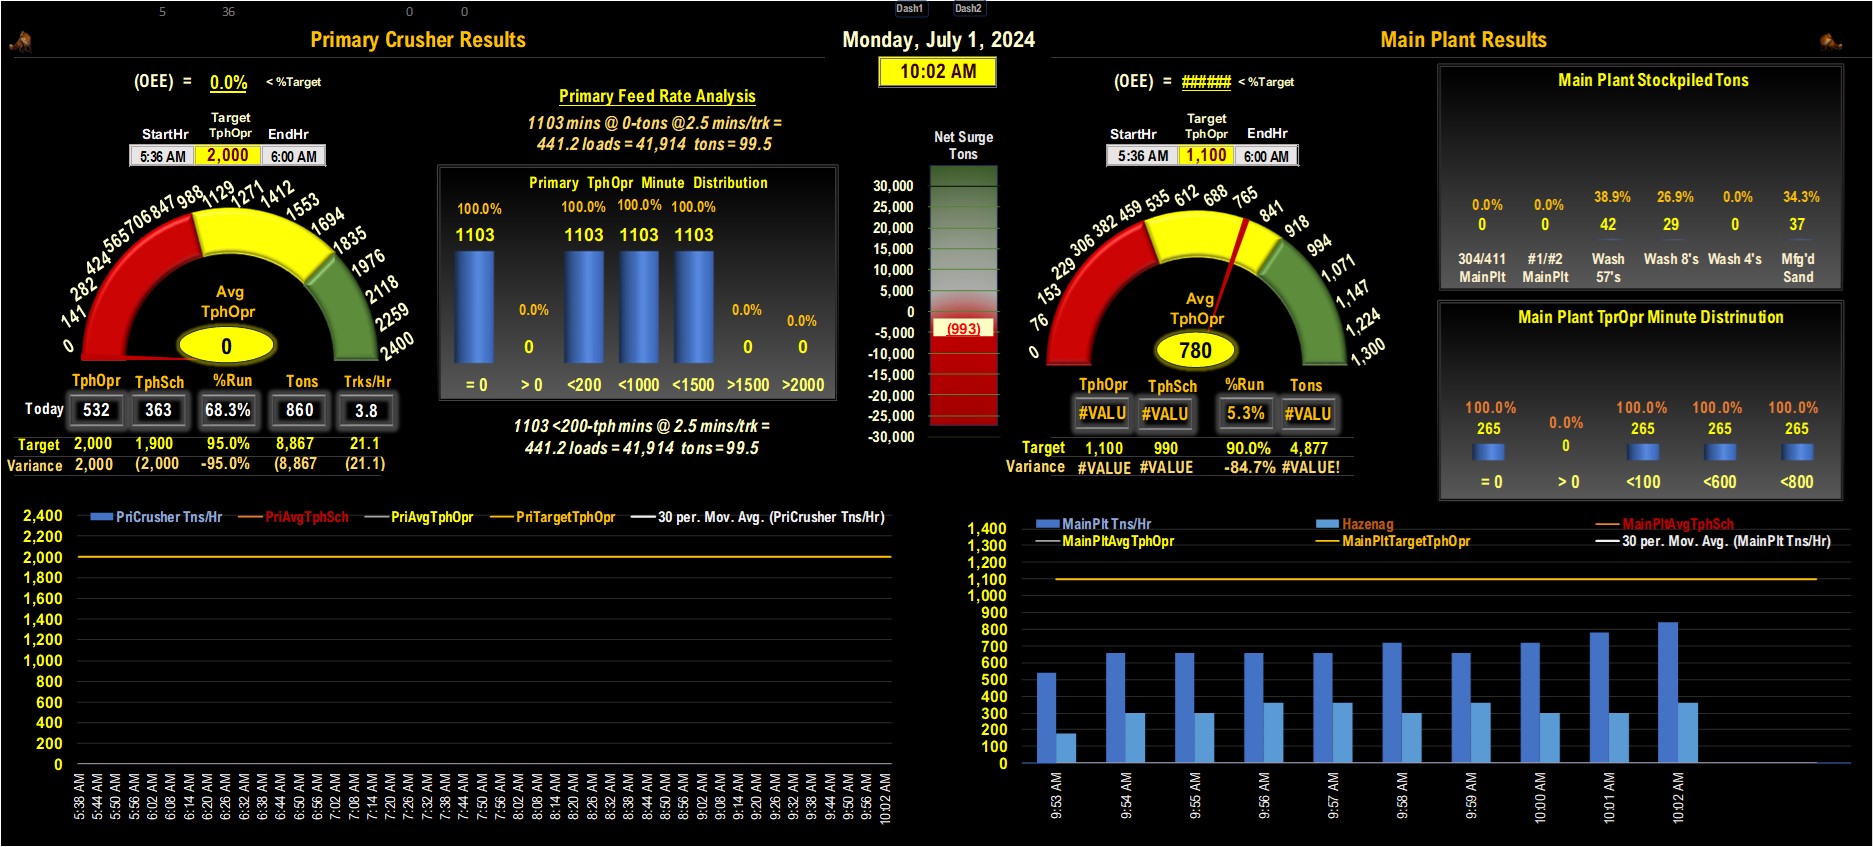 5 36 0 0 Dash1 Dash2
Primary Crusher Results
Monday, July 1, 2024
10:02 AM
Main Plant Results
(OEE) = 0.0% < %Target
Target
StartHr TphOpr EndHr
5:36 AM 2,000 6:00 AM
0 141 282 424 565 706 847 988 1129 1271 1412 1553 1694 1835 1976 2118 2259 2400
Avg
TphOpr
0
TphOpr TphSch %Run Tons Trks/Hr
Today 532 363 68.3% 860 3.8
Target 2,000 1,900 95.0% 8,867 21.1
Variance 2,000 (2,000 -95.0% (8,867 (21.1)
Primary Feed Rate Analysis
1103 mins @ 0-tons @2.5 mins/trk =
441.2 loads = 41,914 tons = 99.5
Primary TphOpr Minute Distribution
100.0% 0.0% 100.0% 100.0% 100.0% 0.0% 0.0%
1103 0 1103 1103 1103 0 0
= 0 > 0 <200 <1000 <1500 >1500 >2000
1103 <200-tph mins @ 2.5 mins/trk =
441.2 loads = 41,914 tons = 99.5
Net Surge
Tons
30,000
25,000
20,000
15,000
10,000
5,000
0
-5,000
-10,000
-15,000
-20,000
-25,000
-30,000
(993)
(OEE) = ###### < %Target
Target
StartHr TphOpr EndHr
5:36 AM 1,100 6:00 AM
0 76 153 229 306 382 459 535 612 688 765 841 918 994 1,071 1,147 1,224 1,300
Avg
TphOpr
780
TphOpr TphSch %Run Tons
#VALU #VALU 5.3% #VALU
Target 1,100 990 90.0% 4,877
Variance #VALUE #VALUE -84.7% #VALUE!
Main Plant Stockpiled Tons
0.0% 0.0% 38.9% 26.9% 0.0% 34.3%
0 0 42 29 0 37
304/411 #1/#2 Wash Wash 8's Wash 4's Mfg'd
MainPlt MainPlt 57's Sand
Main Plant TprOpr Minute Distrinution
100.0% 0.0% 100.0% 100.0% 100.0%
265 0 265 265 265
= 0 > 0 <100 <600 <800
PriCrusher Tns/Hr PriAvgTphSch PriAvgTphOpr PriTargetTphOpr 30 per. Mov. Avg. (PriCrusher Tns/Hr)
2,400
2,200
2,000
1,800
1,600
1,400
1,200
1,000
800
600
400
200
0
5:38 AM 5:44 AM 5:50 AM 5:56 AM 6:02 AM 6:08 AM 6:14 AM 6:20 AM 6:26 AM 6:32 AM 6:38 AM 6:44 AM 6:50 AM 6:56 AM 7:02 AM 7:08 AM 7:14 AM 7:20 AM 7:26 AM 7:32 AM 7:38 AM 7:44 AM 7:50 AM 7:56 AM 8:02 AM 8:08 AM 8:14 AM 8:20 AM 8:26 AM 8:32 AM 8:38 AM 8:44 AM 8:50 AM 8:56 AM 9:02 AM 9:08 AM 9:14 AM 9:20 AM 9:26 AM 9:32 AM 9:38 AM 9:44 AM 9:50 AM 9:56 AM 10:02 AM
MainPlt Tns/Hr Hazenag MainPltAvgTphSch
MainPltAvgTphOpr MainPltTargetTphOpr 30 per. Mov. Avg. (MainPlt Tns/Hr)
1,400
1,300
1,200
1,100
1,000
900
800
700
600
500
400
300
200
100
0
9:53 AM 9:54 AM 9:55 AM 9:56 AM 9:57 AM 9:58 AM 9:59 AM 10:00 AM 10:01 AM 10:02 AM